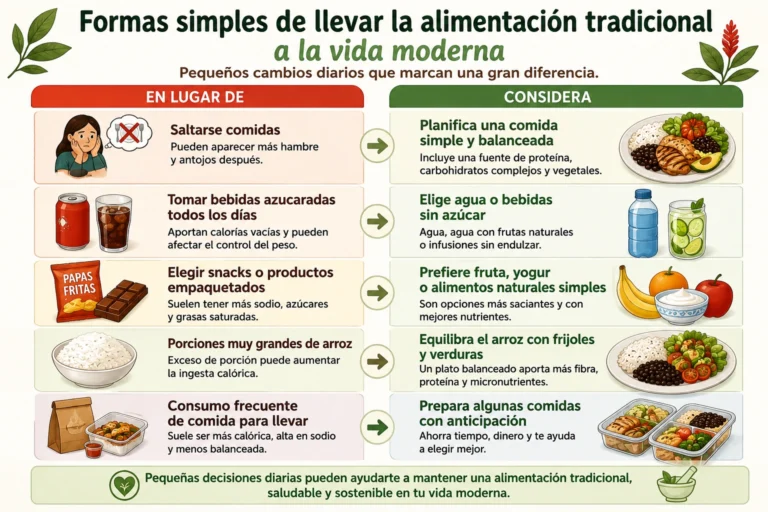 Formas simples de llevar la alimentación tradicional
a la vida moderna
Pequeños cambios diarios que marcan una gran diferencia.
EN LUGAR DE
CONSIDERA
Saltarse comidas
Pueden aparecer más hambre
y antojos después.
Planifica una comida
simple y balanceada
Incluye una fuente de proteína,
carbohidratos complejos y vegetales.
Tomar bebidas azucaradas
todos los días
Aportan calorías vacías y pueden
afectar el control del peso.
Elige agua o bebidas
sin azúcar
Agua, agua con frutas naturales
o infusiones sin endulzar.
PAPAS
FRITAS
Elegir snacks o productos
empaquetados
Suelen tener más sodio, azúcares
y grasas saturadas.
Prefiere fruta, yogur
o alimentos naturales simples
Son opciones más saciantes y con
mejores nutrientes.
Porciones muy grandes de arroz
Exceso de porción puede aumentar
la ingesta calórica.
Equilibra el arroz con frijoles
y verduras
Un plato balanceado aporta más fibra,
proteína y micronutrientes.
Consumo frecuente
de comida para llevar
Suele ser más calórica, alta en sodio
y menos balanceada.
Prepara algunas comidas
con anticipación
Ahorra tiempo, dinero y te ayuda
a elegir mejor.
Pequeñas decisiones diarias pueden ayudarte a mantener una alimentación tradicional,
saludable y sostenible en tu vida moderna.